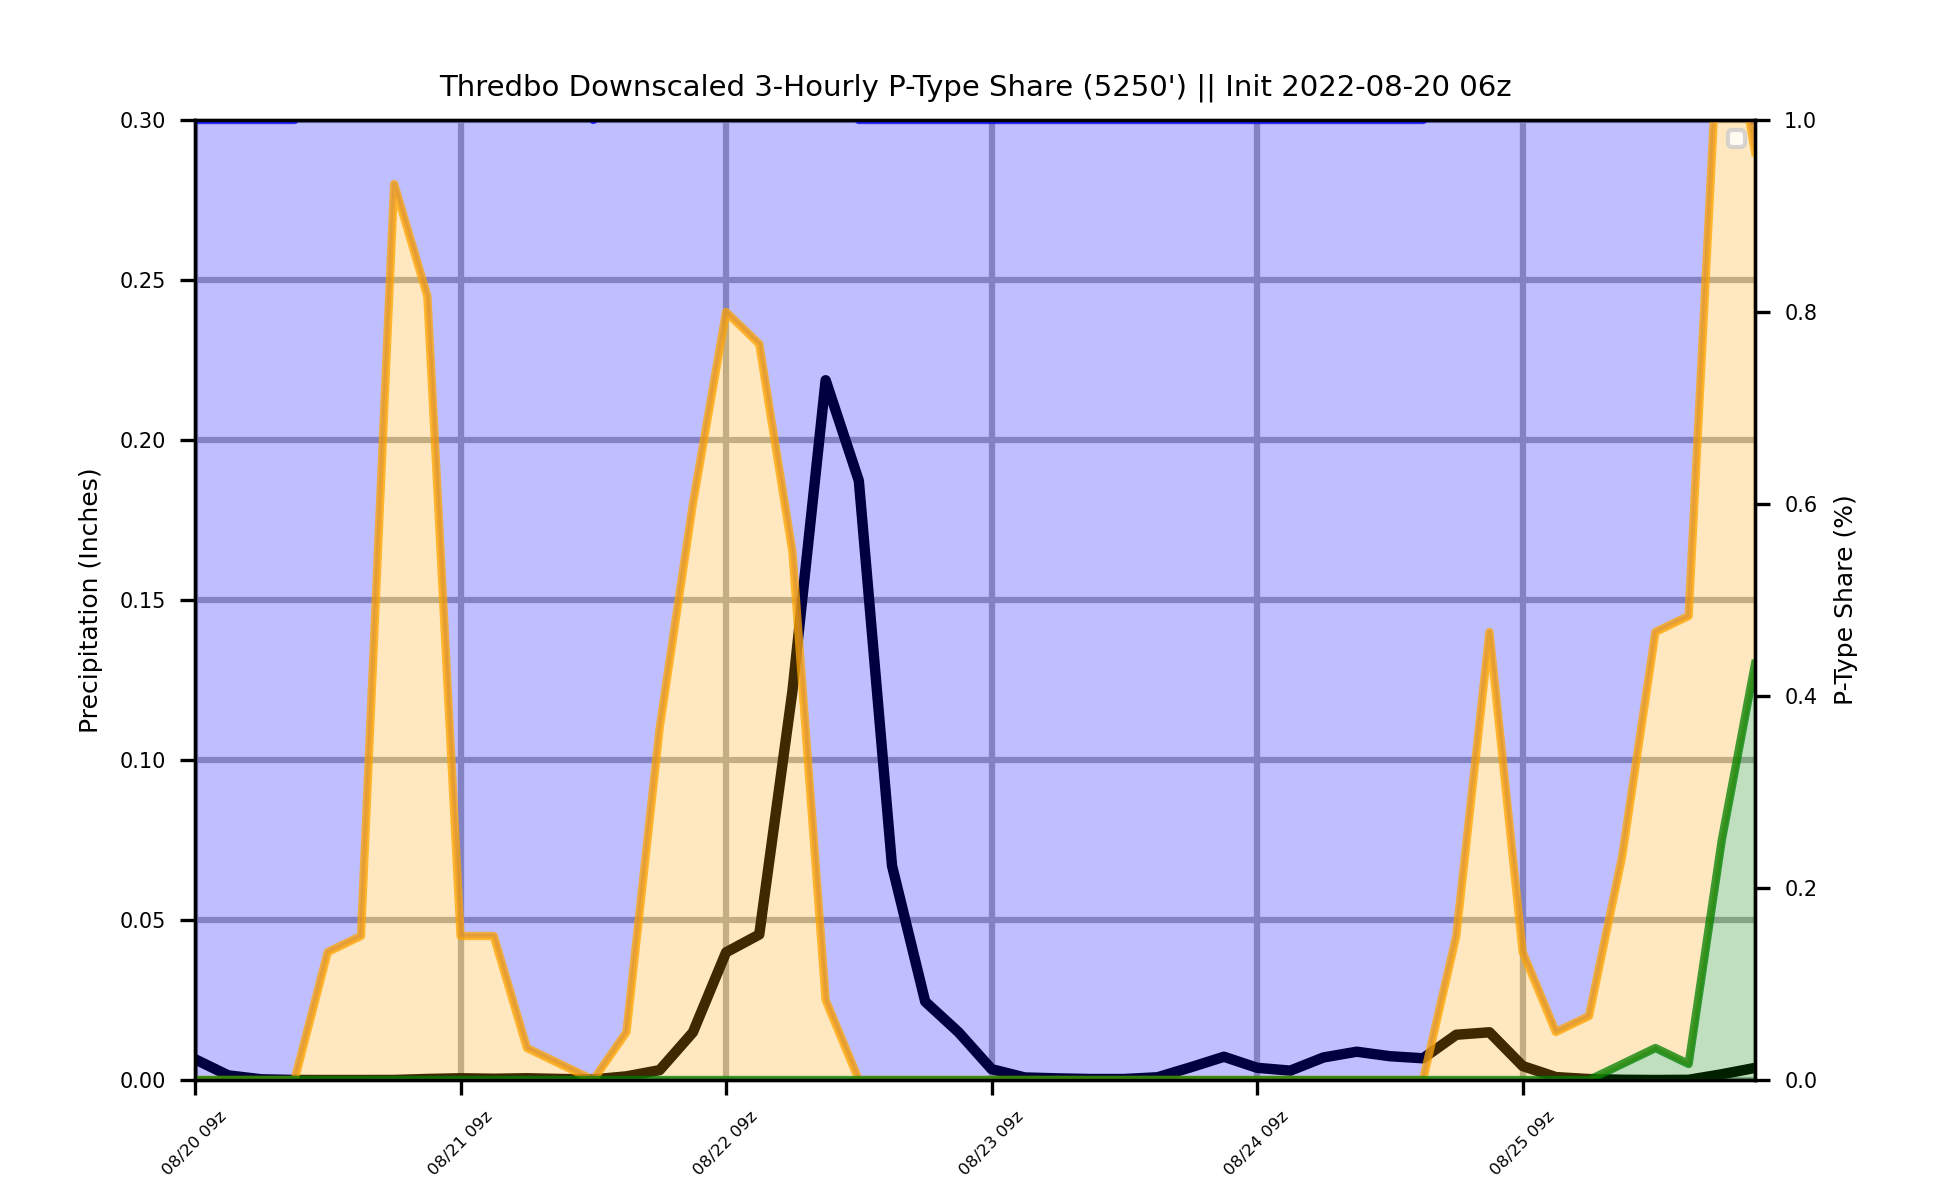 Thredbo Downscaled 3-Hourly P-Type Share (5250') || Init 2022-08-20 06z
0.30
0.25
0.20
0.15
0.10
0.05
0.00
Precipitation (Inches)
1.0
0.8
0.6
0.4
0.2
0.0
P-Type Share (%)
08/20 09z
08/21 09z
08/22 09z
08/23 09z
08/24 09z
08/25 09z